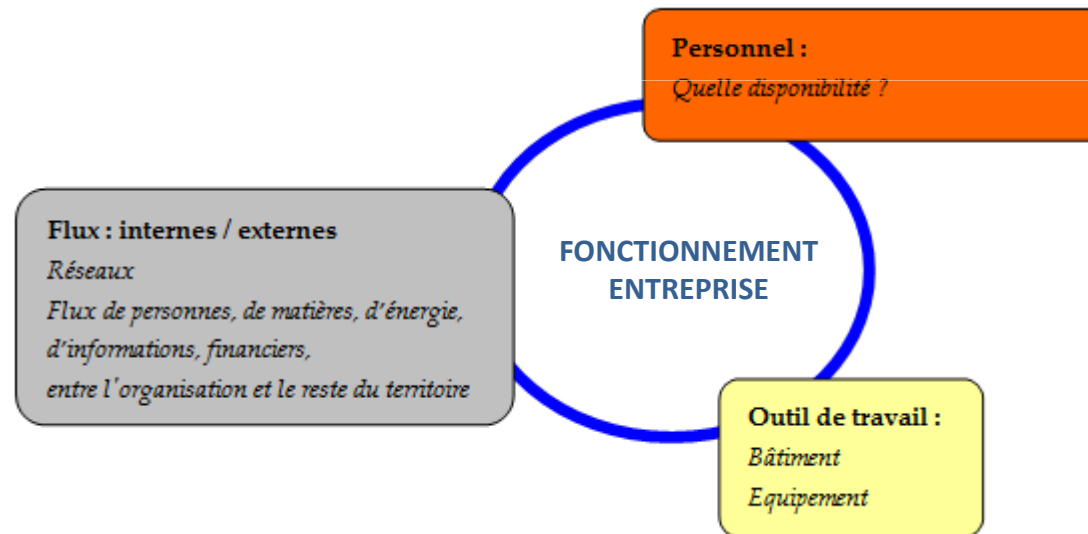 Personnel :
Quelle disponibilité ?
Flux : internes / externes
Réseaux
Flux de personnes, de matières, d'énergie,
d'informations, financiers,
entre l'organisation et le reste du territoire
FONCTIONNEMENT
ENTREPRISE
Outil de travail :
Bâtiment
Equipement